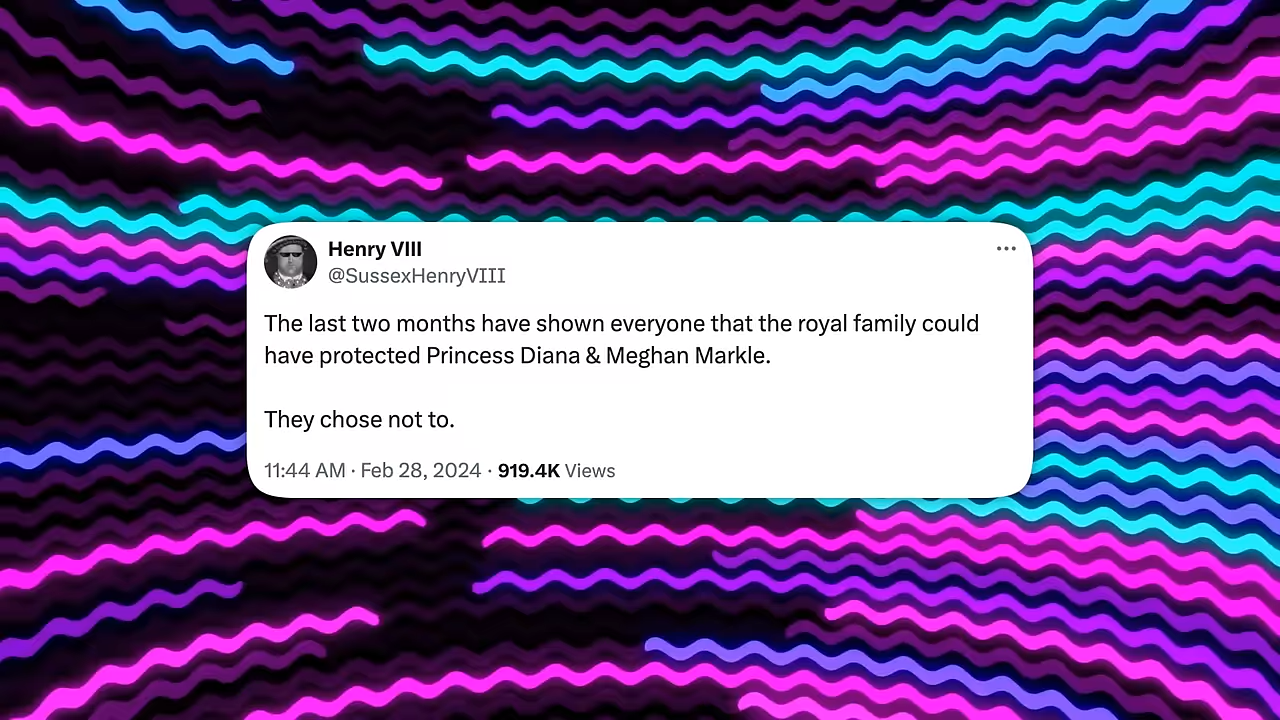 Henry VIII
@SussexHenryVIII
The last two months have shown everyone that the royal family could
have protected Princess Diana & Meghan Markle.
They chose not to.
11:44 AM · Feb 28, 2024 · 919.4K Views